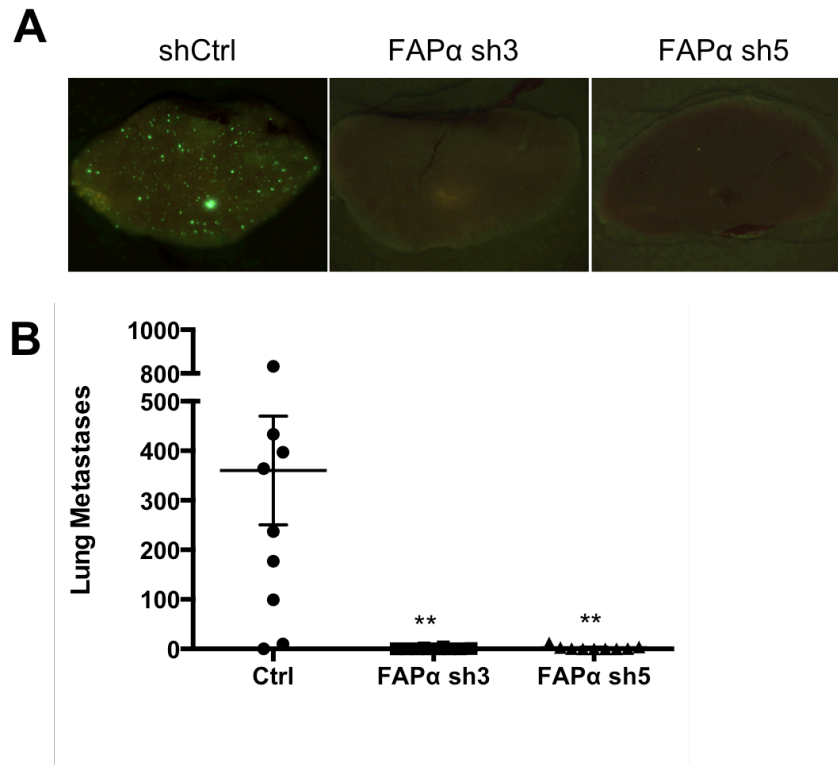 A
shCtrl FAPα sh3 FAPα sh5
B
Lung Metastases
1000
800
500
400
300
200
100
0
** **
Ctrl FAPα sh3 FAPα sh5